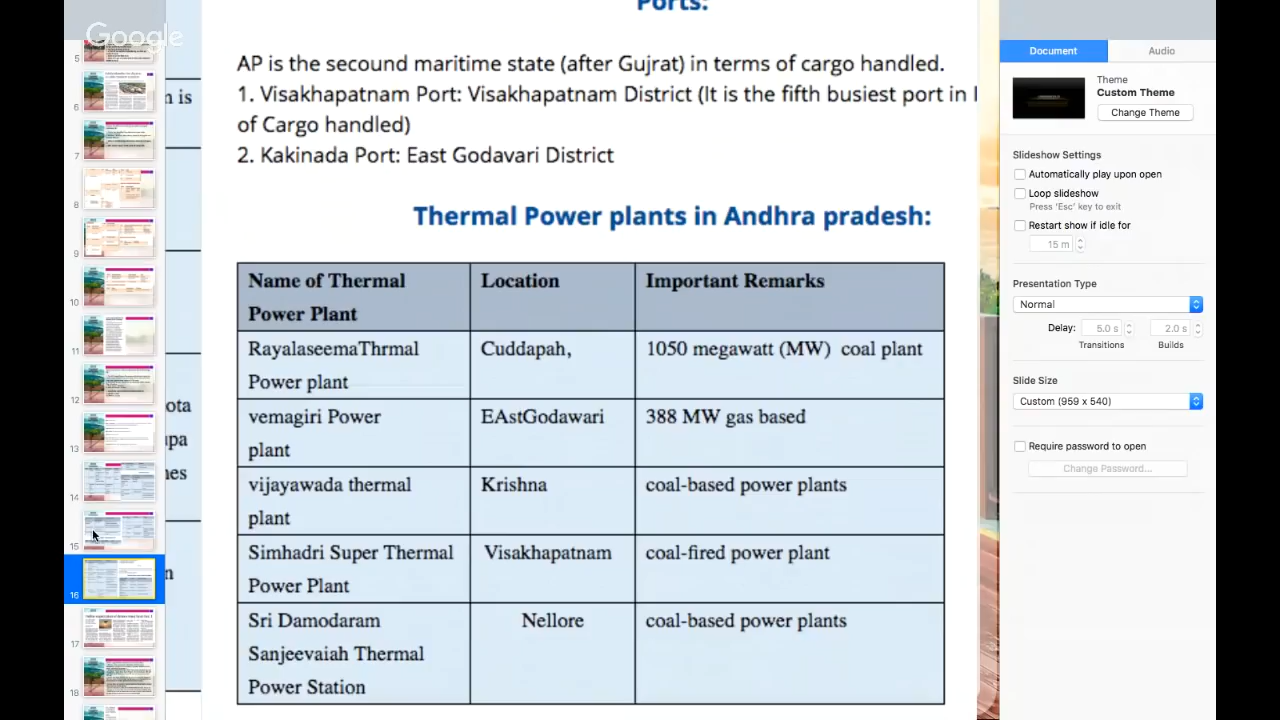 Ports:
Google
AP is the second maritime state (after Gujrat) in terms of cargo handled.
1. Visakhapatnam Port: Visakhapatnam District (It is the fifth busiest port in I
of Cargo handled)
2. Kakinada Port: East Godavari District
Thermal Power plants in Andhra pradesh:
Name of Thermal Power Plant Location Important Remarks
RayalaseemaThermal Power plant Cuddapah, 1050 megawatt (MW) coal plant
vemagiri Power plant EAstGodawari 388 MW gas based
vijayawada thermal plant Krishna coal-based power plants
Simhadri Super Thermal Power Plant Visakhapatnam coal-fired power plant
Sri Damodaram Sanjeevaiah Thermal Power Station Nellore coal-based power plants
n is
ota
upa
nes
n
5
6
7
8
9
10
11
12
13
14
15
16
17
18
Document Audio
Theme
Custom Theme
Change Theme
Slideshow Settings
Automatically play upon open
Loop slideshow
Press 'Esc' key to exit
Restart show if idle for
15 m
Presentation Type
Normal
Delay: 5.0 s 2.0 s
Transitions Builds
Slide Size
Custom (959 x 540)
Require password to open
Change Password...